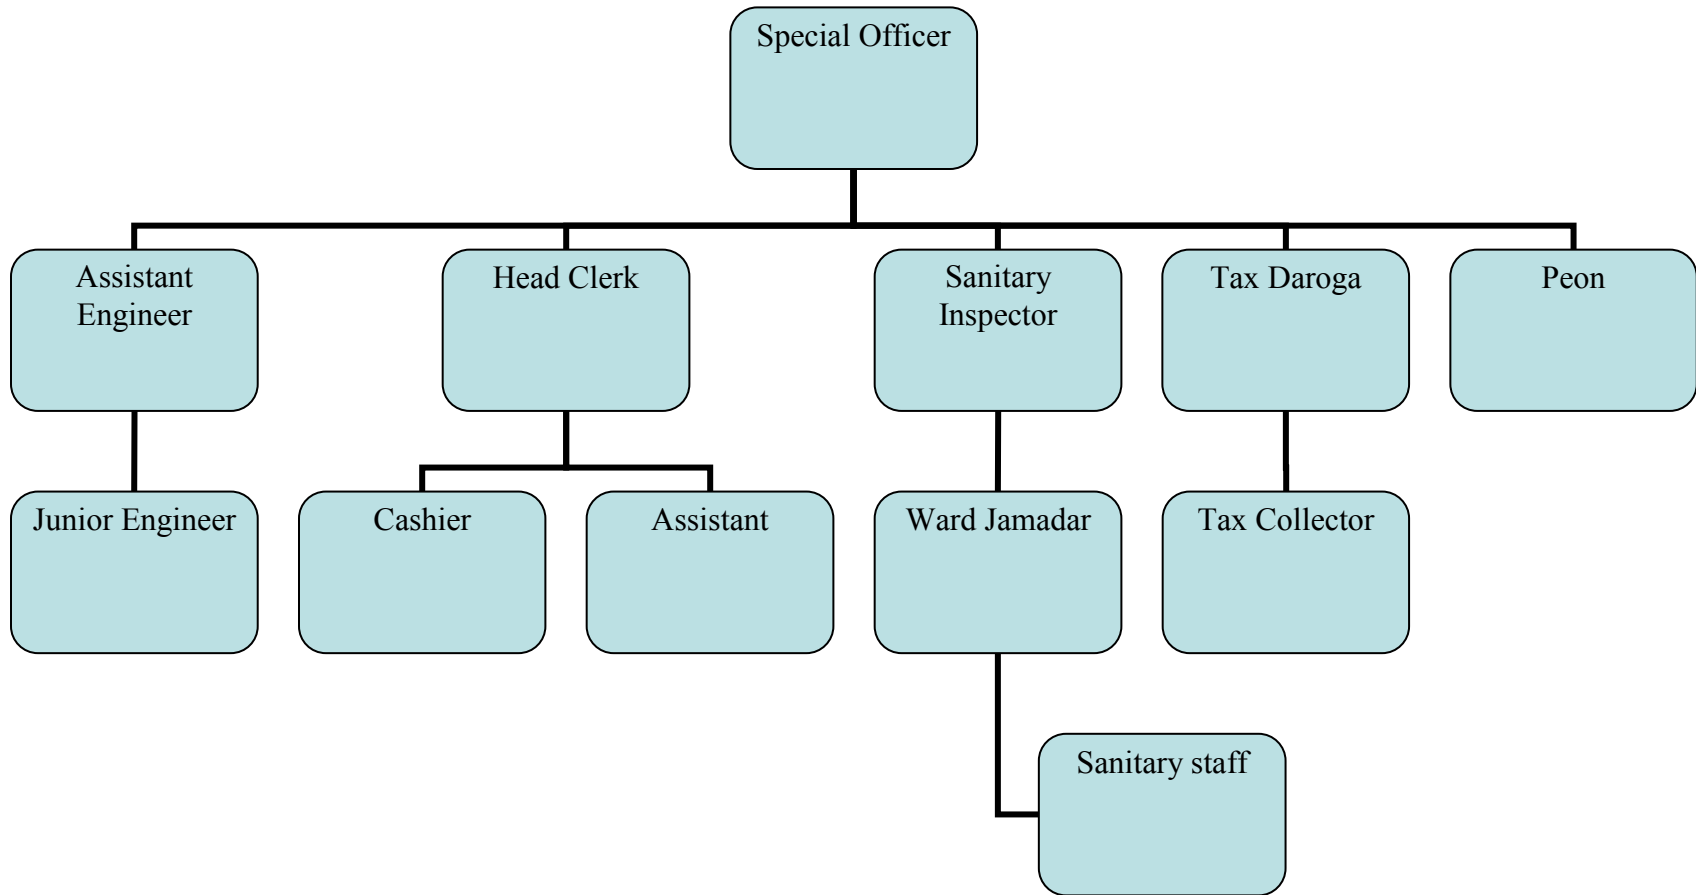 Special Officer
Assistant
Engineer
Head Clerk
Sanitary
Inspector
Tax Daroga
Peon
Junior Engineer
Cashier
Assistant
Ward Jamadar
Tax Collector
Sanitary staff